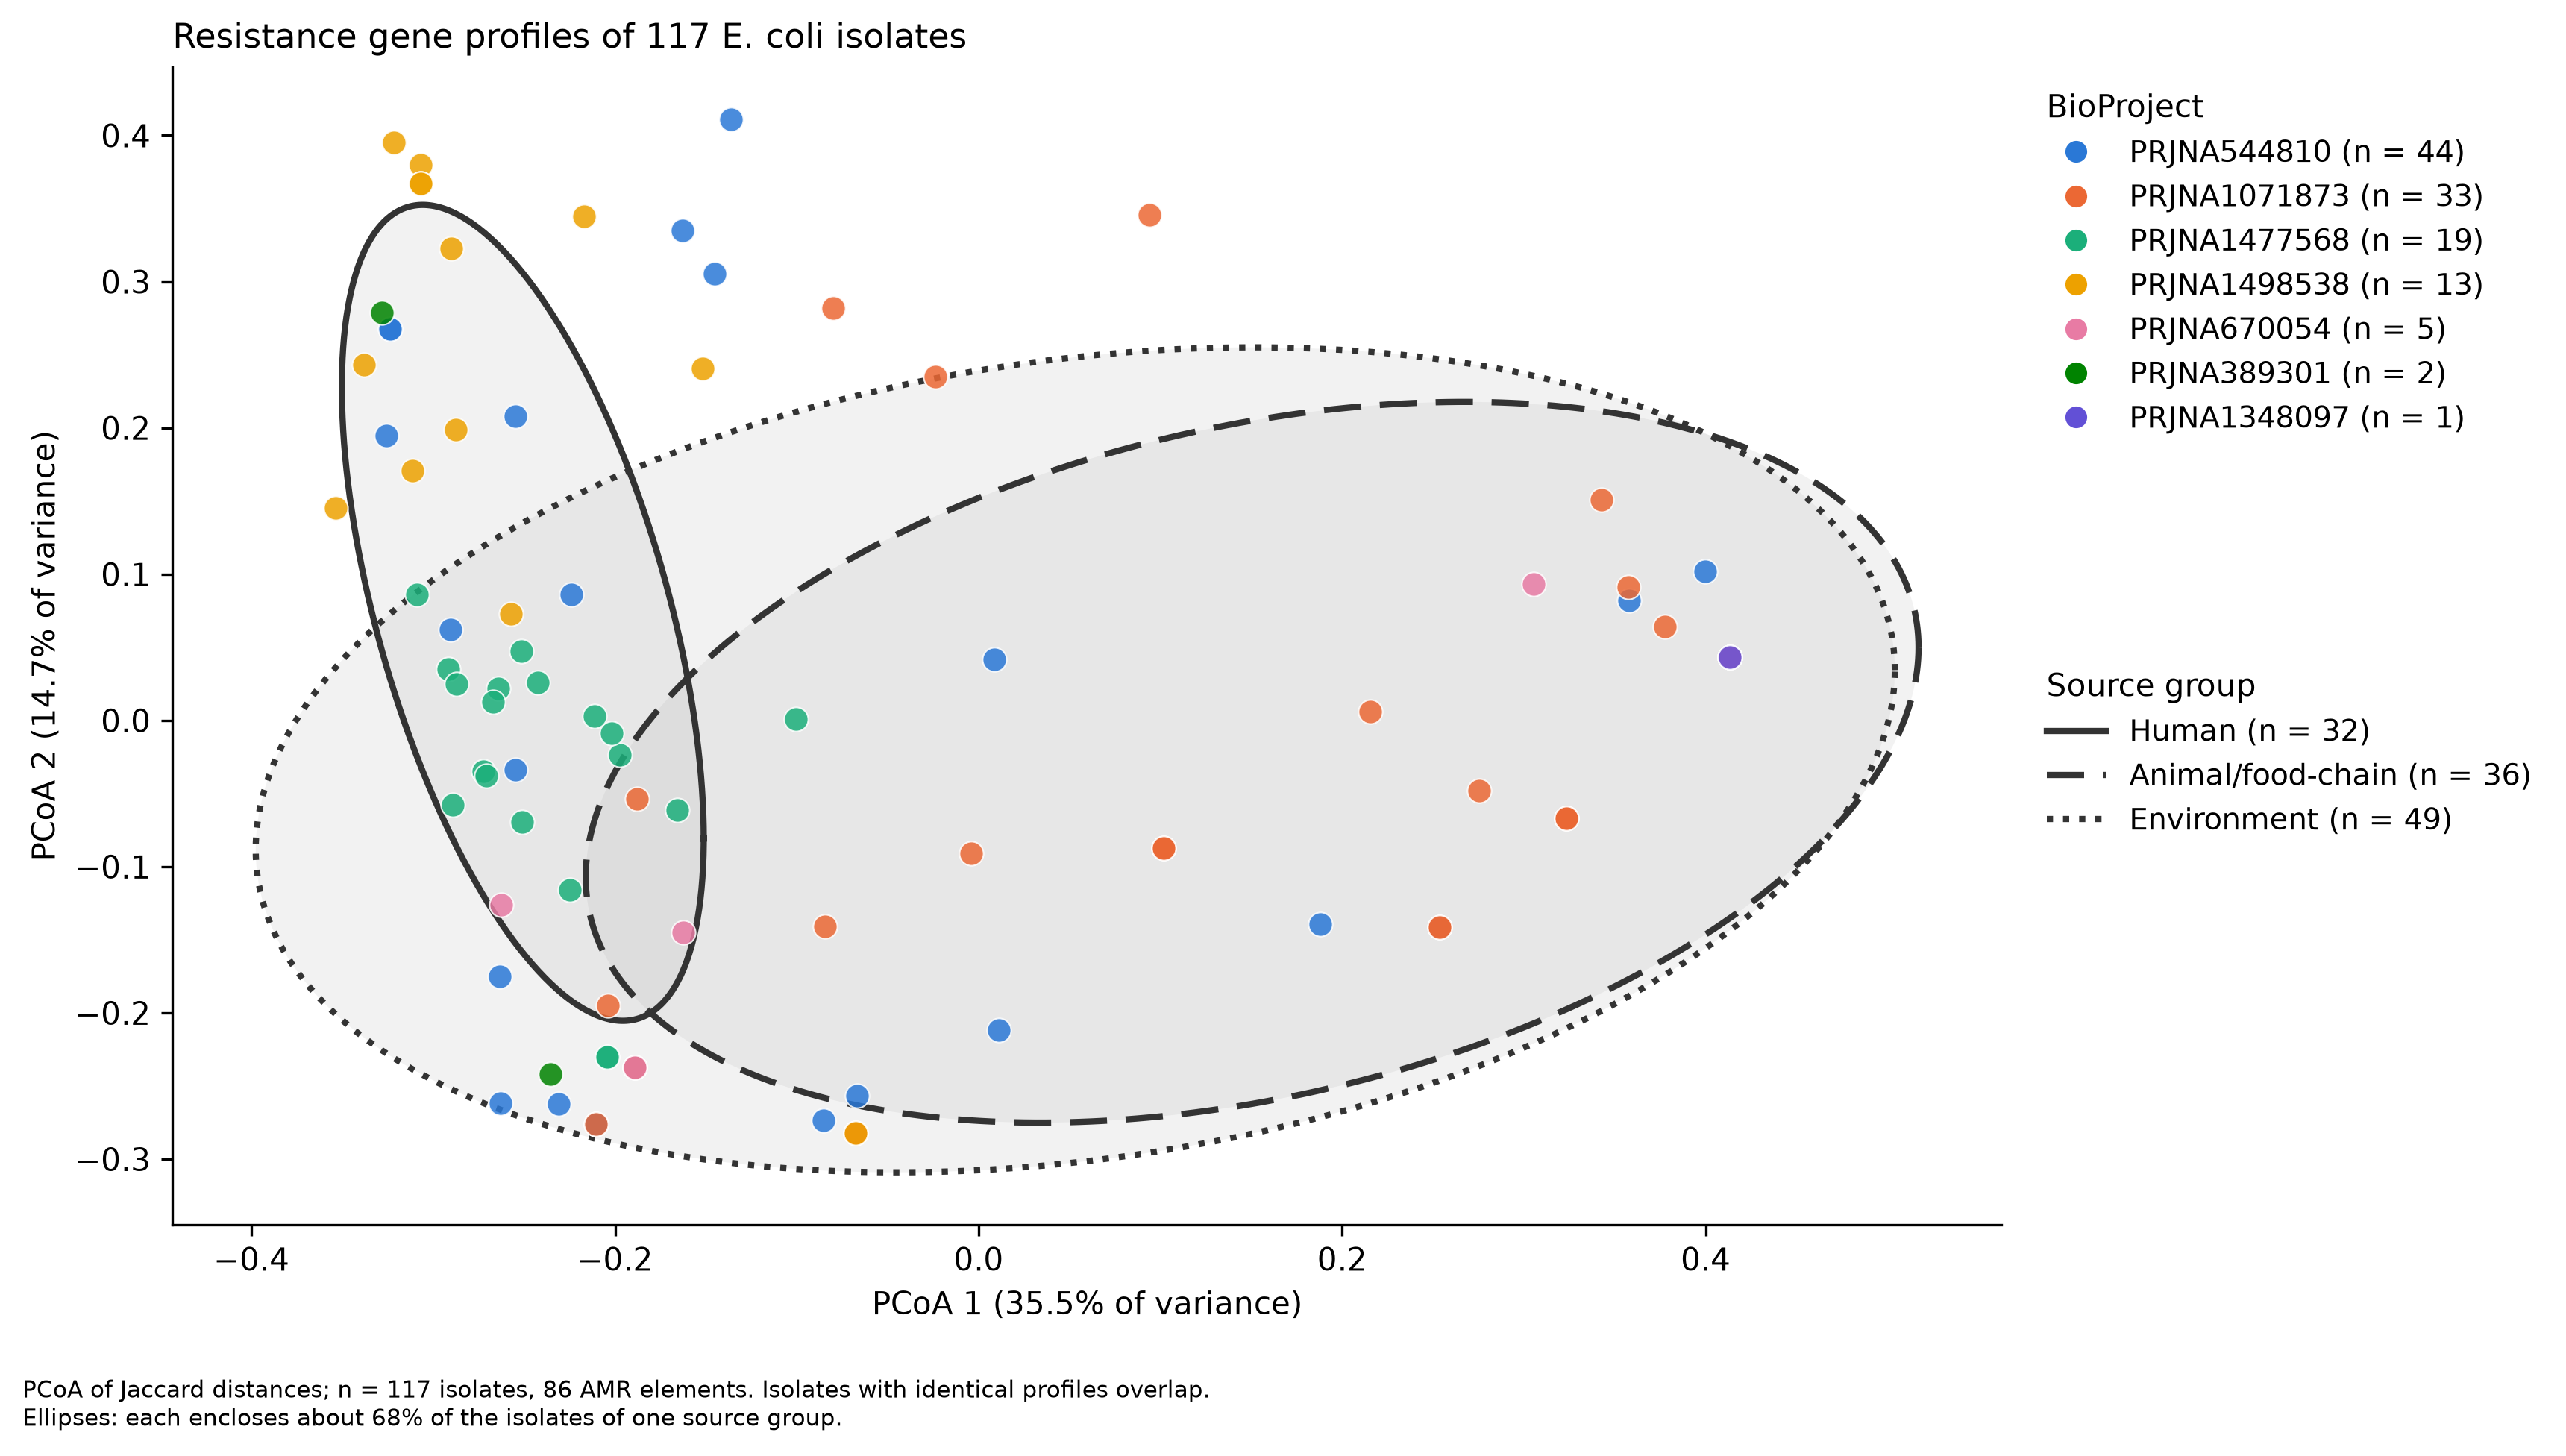 Resistance gene profiles of 117 E. coli isolates
PCoA 2 (14.7% of variance)
0.4
0.3
0.2
0.1
0.0
−0.1
−0.2
−0.3
−0.4
−0.2
0.0
0.2
0.4
PCoA 1 (35.5% of variance)
BioProject
PRJNA544810 (n = 44)
PRJNA1071873 (n = 33)
PRJNA1477568 (n = 19)
PRJNA1498538 (n = 13)
PRJNA670054 (n = 5)
PRJNA389301 (n = 2)
PRJNA1348097 (n = 1)
Source group
Human (n = 32)
Animal/food-chain (n = 36)
Environment (n = 49)
PCoA of Jaccard distances; n = 117 isolates, 86 AMR elements. Isolates with identical profiles overlap.
Ellipses: each encloses about 68% of the isolates of one source group.